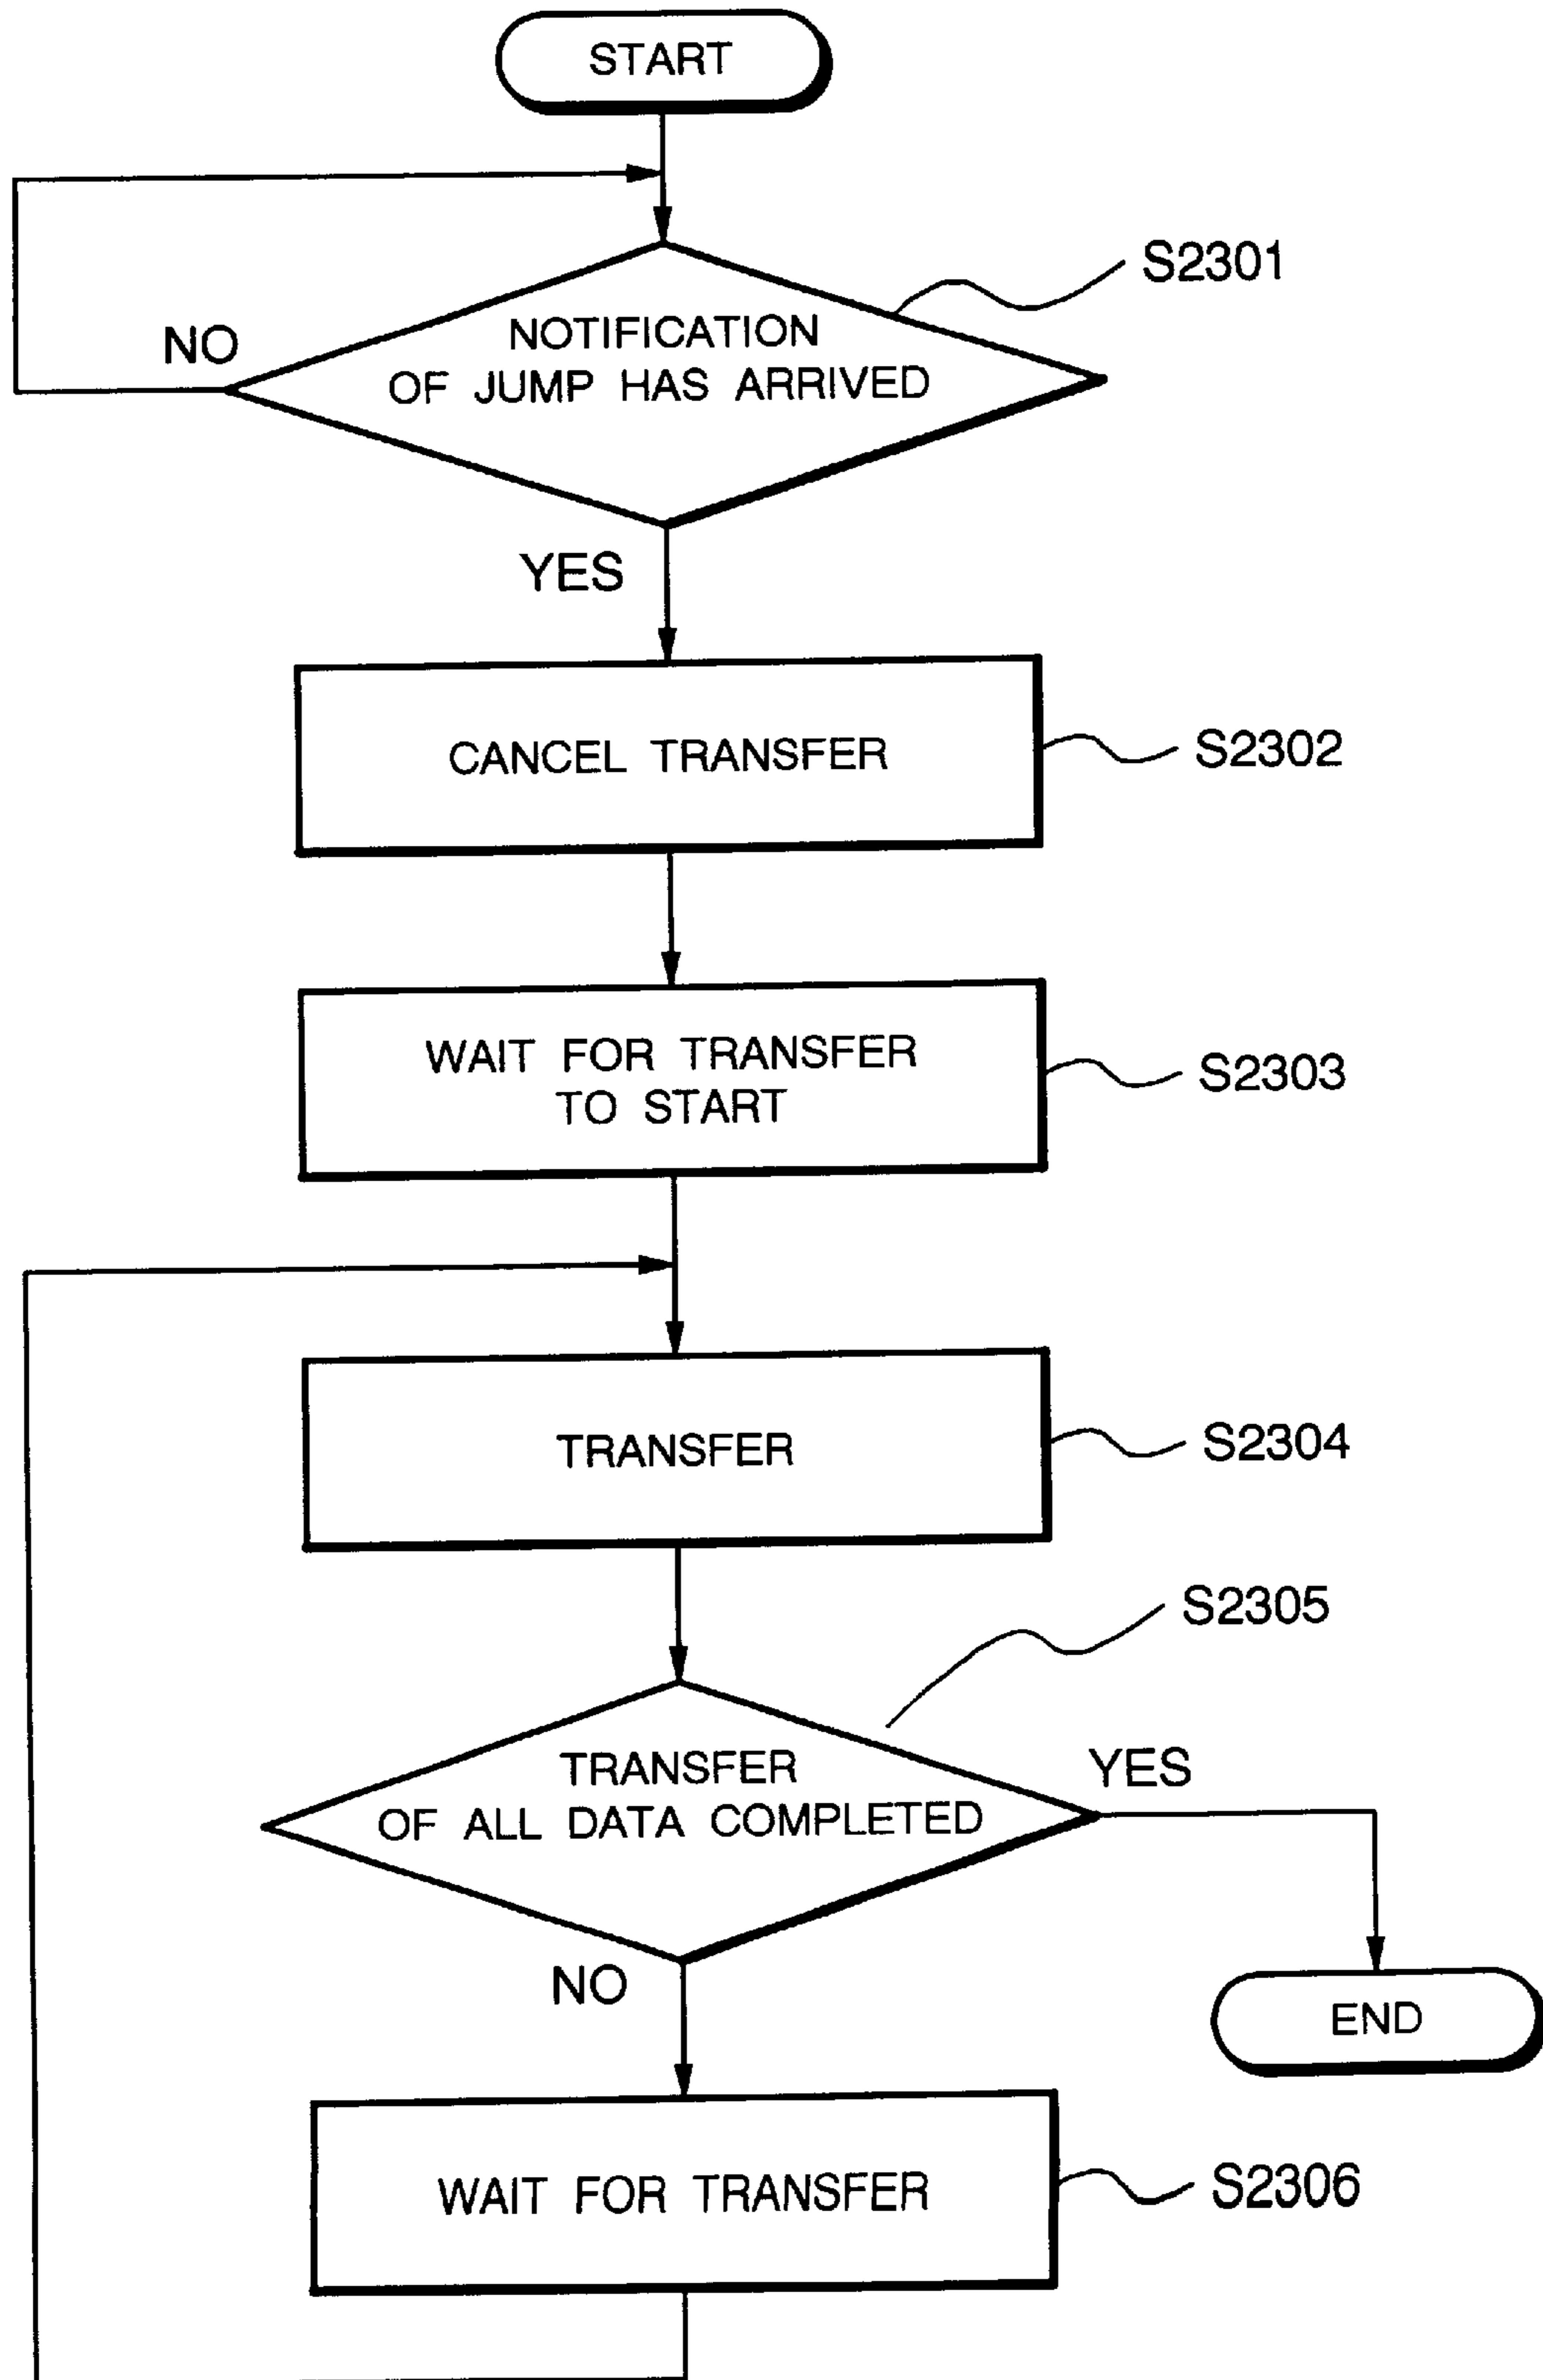 START
S2301
NO
NOTIFICATION
OF JUMP HAS ARRIVED
YES
CANCEL TRANSFER
S2302
WAIT FOR TRANSFER
TO START
S2303
TRANSFER
S2304
S2305
TRANSFER
OF ALL DATA COMPLETED
YES
NO
END
WAIT FOR TRANSFER
S2306